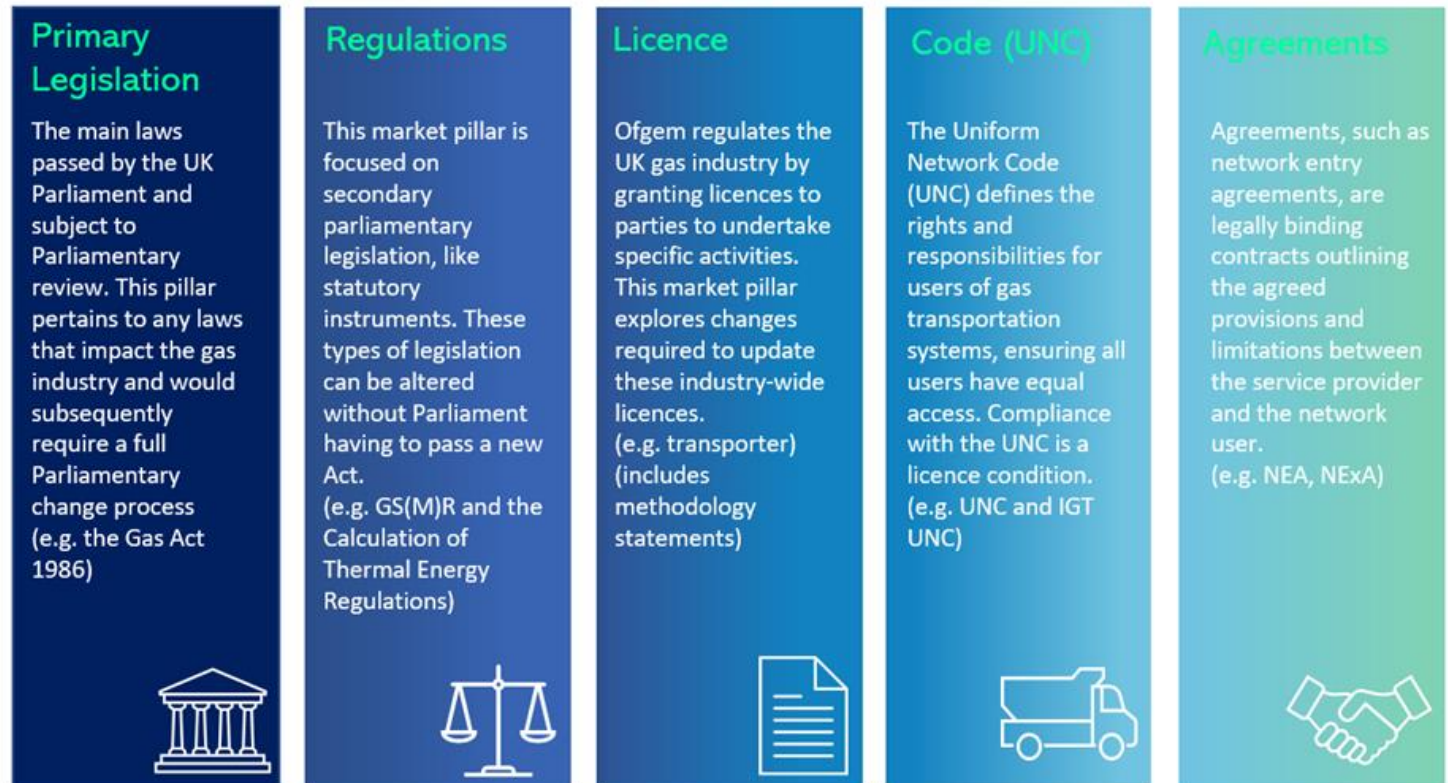 Primary
Legislation
The main laws
passed by the UK
Parliament and
subject to
Parliamentary
review. This pillar
pertains to any laws
that impact the gas
industry and would
subsequently
require a full
Parliamentary
change process
(e.g. the Gas Act
1986)
Regulations
This market pillar is
focused on
secondary
parliamentary
legislation, like
statutory
instruments. These
types of legislation
can be altered
without Parliament
having to pass a new
Act.
(e.g. GS(M)R and the
Calculation of
Thermal Energy
Regulations)
Licence
Ofgem regulates the
UK gas industry by
granting licences to
parties to undertake
specific activities.
This market pillar
explores changes
required to update
these industry-wide
licences.
(e.g. transporter)
(includes
methodology
statements)
Code (UNC)
The Uniform
Network Code
(UNC) defines the
rights and
responsibilities for
users of gas
transportation
systems, ensuring all
users have equal
access. Compliance
with the UNC is a
licence condition.
(e.g. UNC and IGT
UNC)
Agreements
Agreements, such as
network entry
agreements, are
legally binding
contracts outlining
the agreed
provisions and
limitations between
the service provider
and the network
user.
(e.g. NEA, NExA)